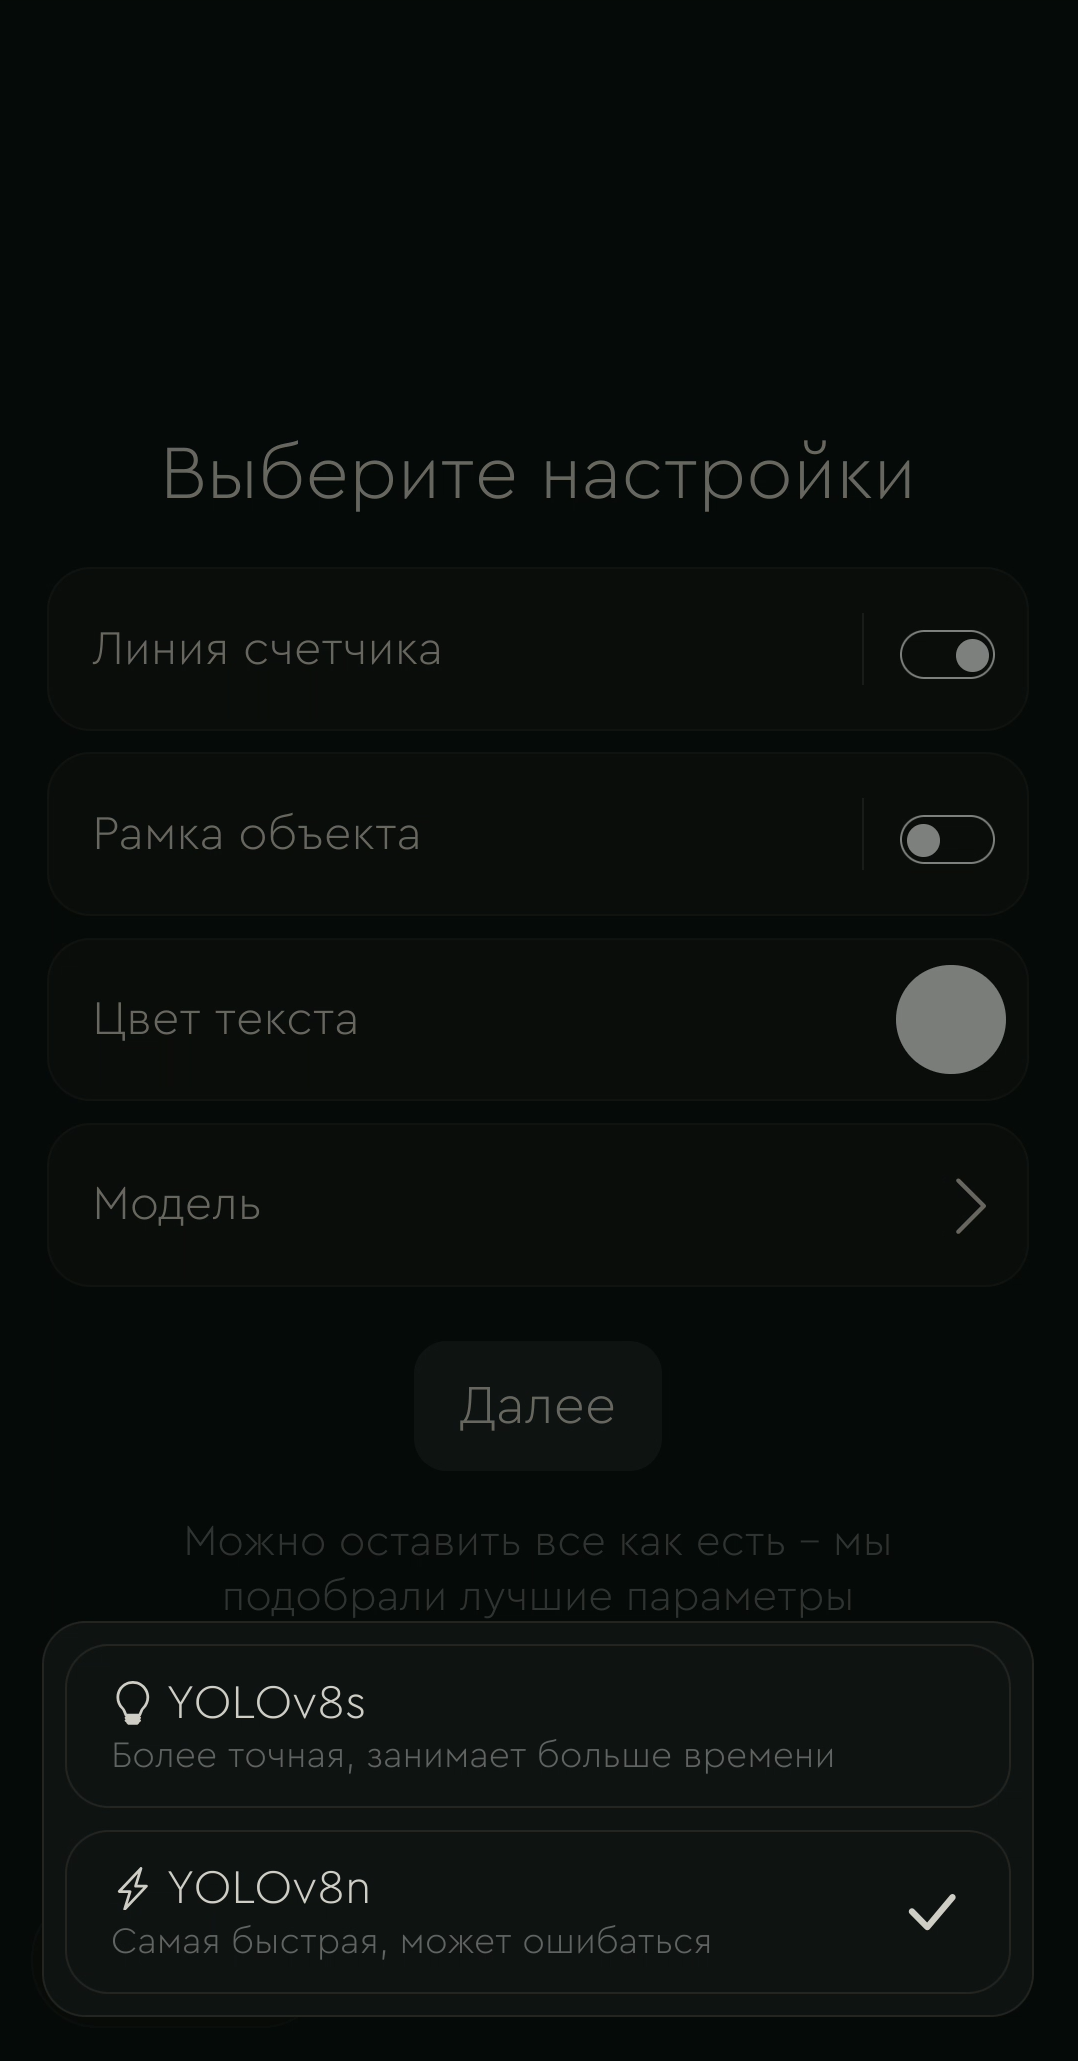 Выберите настройки
Линия счетчика
Рамка объекта
Цвет текста
Модель
Далее
Можно оставить все как есть – мы
подобрали лучшие параметры
YOLOv8s
Более точная, занимает больше времени
YOLOv8n
Самая быстрая, может ошибаться